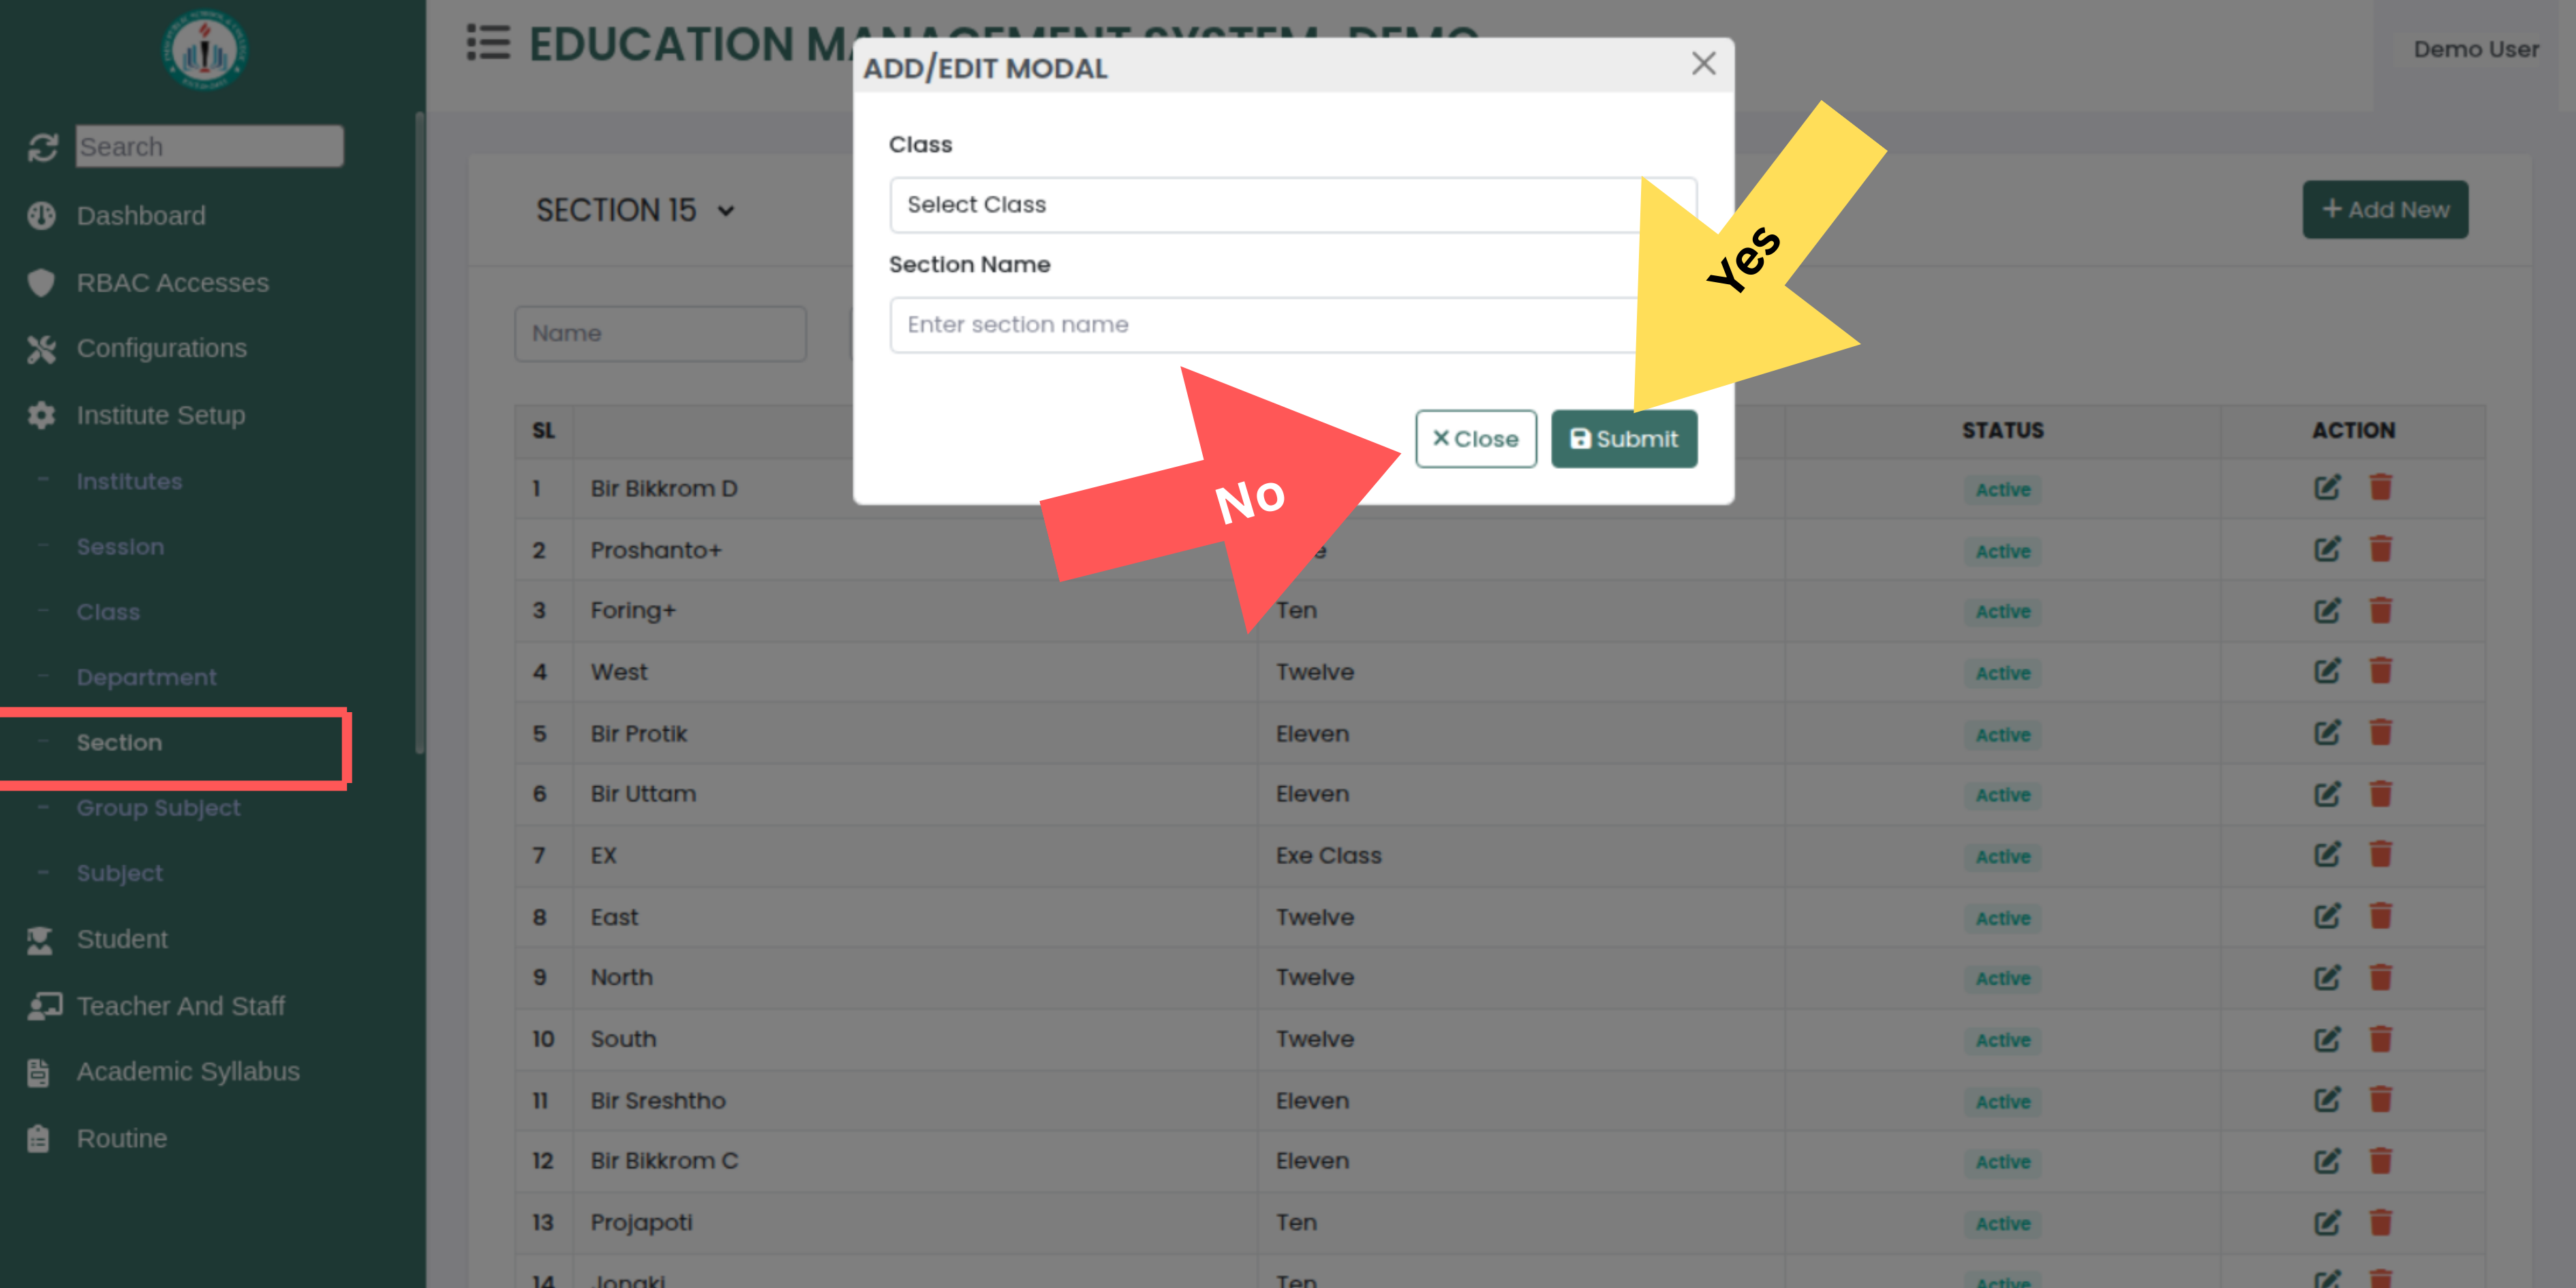 EDUCATION MANAGEMENT SYSTEM-DEMO
Demo User
Search
Dashboard
RBAC Accesses
Configurations
Institute Setup
Institutes
Session
Class
Department
Section
Group Subject
Subject
Student
Teacher And Staff
Academic Syllabus
Routine
ADD/EDIT MODAL
Class
Select Class
Section Name
Enter section name
Close Submit
Yes
No
SECTION 15
Add New
Name
SL STATUS ACTION
1 Bir Bikkrom D Active
2 Proshanto+ Active
3 Foring+ Ten Active
4 West Twelve Active
5 Bir Protik Eleven Active
6 Bir Uttam Eleven Active
7 EX Exe Class Active
8 East Twelve Active
9 North Twelve Active
10 South Twelve Active
11 Bir Sreshtho Eleven Active
12 Bir Bikkrom C Eleven Active
13 Projapoti Ten Active
14 Jonaki Ten Active